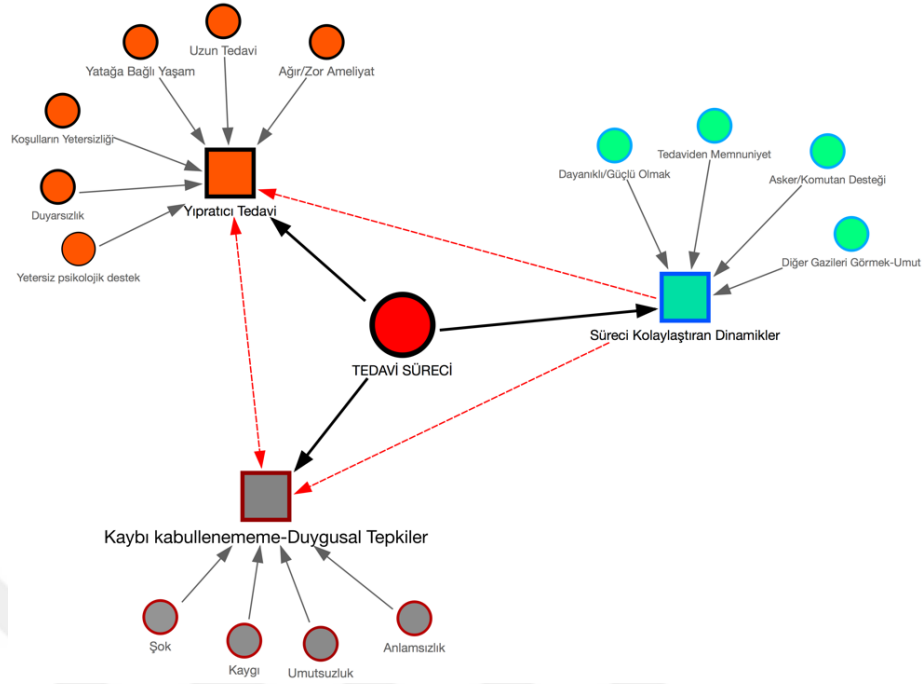 Uzun Tedavi
Yatağa Bağlı Yaşam
Ağır/Zor Ameliyat
Koşulların Yetersizliği
Duyarsızlık
Yıpratıcı Tedavi
Yetersiz psikolojik destek
Tedaviden Memnuniyet
Dayanıklı/Güçlü Olmak
Asker/Komutan Desteği
Diğer Gazileri Görmek-Umut
Süreci Kolaylaştıran Dinamikler
TEDAVİ SÜRECİ
Kaybı kabullenememe-Duygusal Tepkiler
Şok
Kaygı
Umutsuzluk
Anlamsızlık